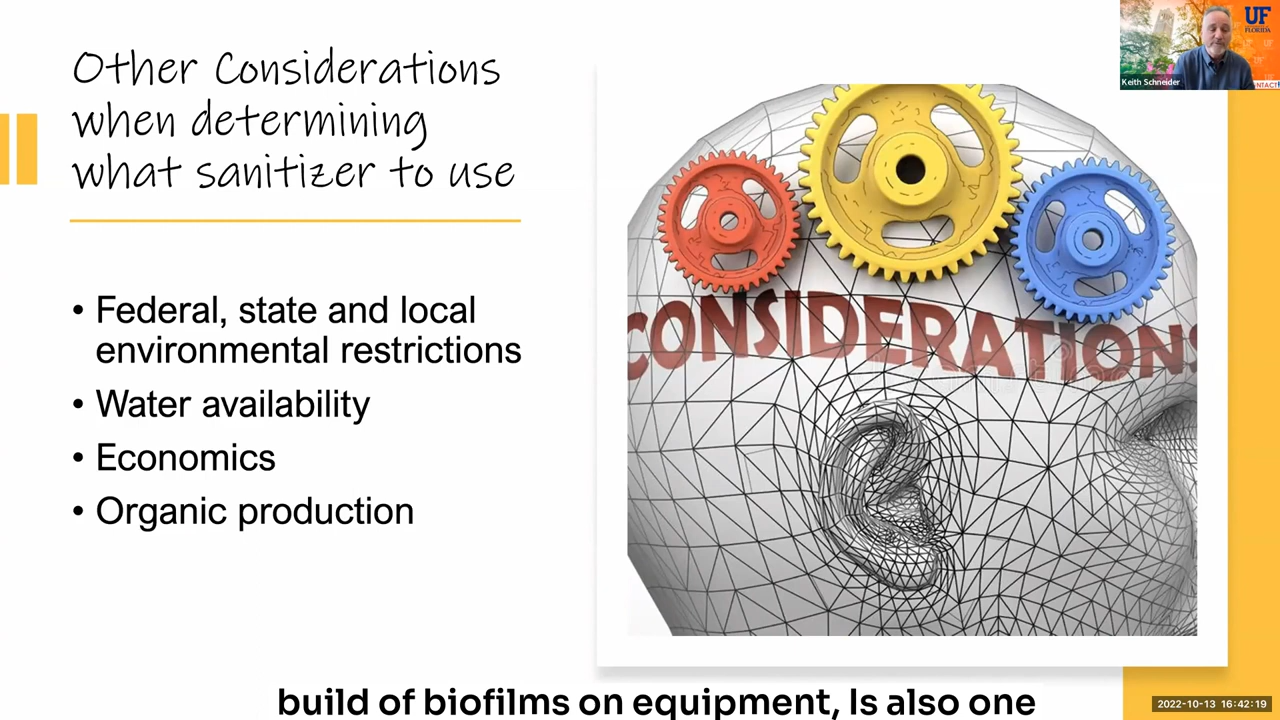 Other Considerations
when determining
what sanitizer to use
• Federal, state and local
environmental restrictions
• Water availability
• Economics
• Organic production
CONSIDERATIONS
UF
FLORIDA
Keith Schneider
build of biofilms on equipment, Is also one
2022-10-13 16:42:19